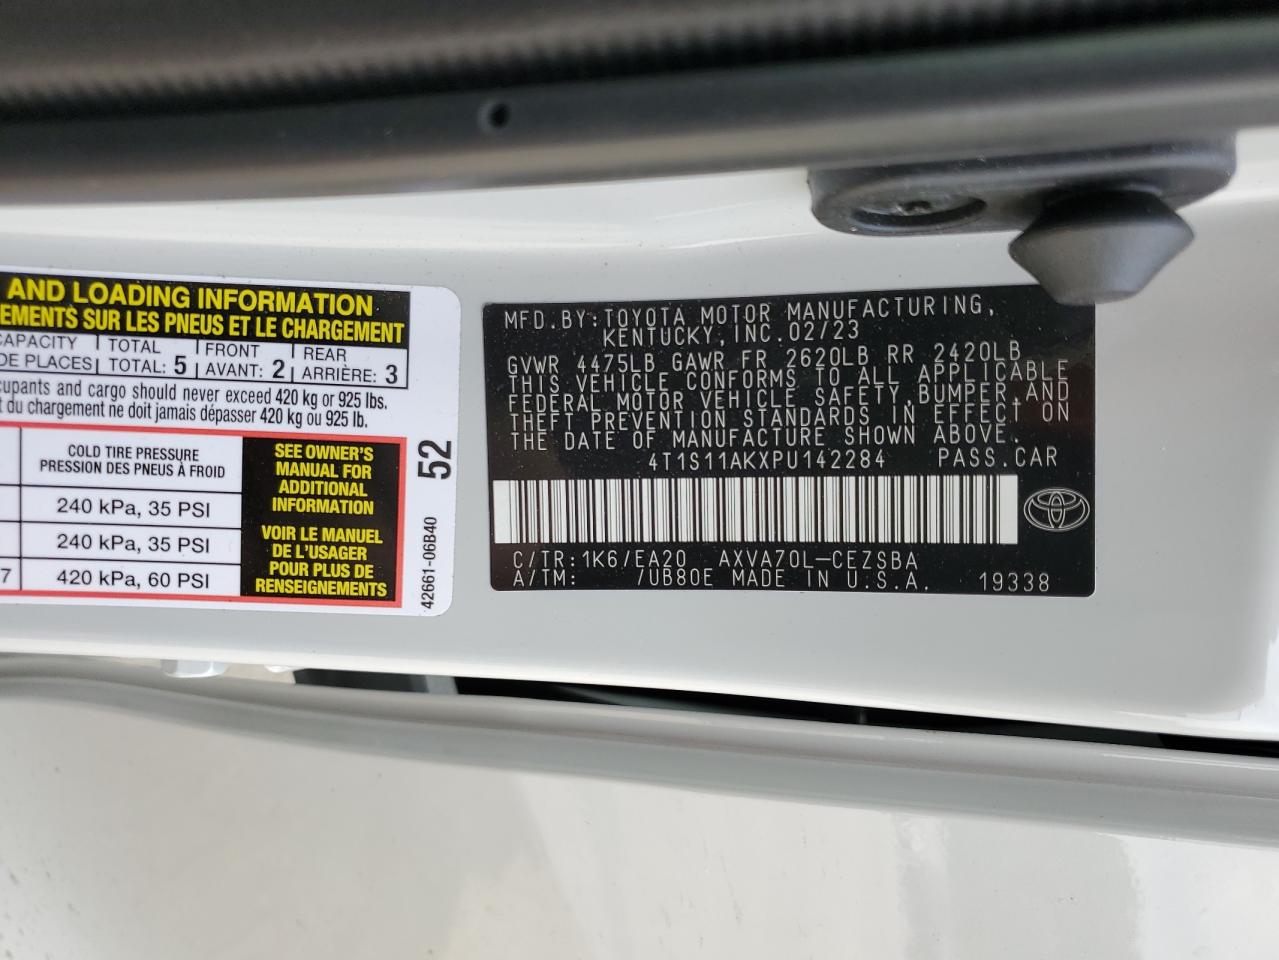 AND LOADING INFORMATION
EMENTS SUR LES PNEUS ET LE CHARGEMENT
CAPACITY TOTAL FRONT REAR
DE PLACES TOTAL: 5 AVANT: 2 ARRIÈRE: 3
cupants and cargo should never exceed 420 kg or 925 lbs.
t du chargement ne doit jamais dépasser 420 kg ou 925 lb.
COLD TIRE PRESSURE
PRESSION DES PNEUS À FROID
240 kPa, 35 PSI
240 kPa, 35 PSI
7 420 kPa, 60 PSI
SEE OWNER'S
MANUAL FOR
ADDITIONAL
INFORMATION
VOIR LE MANUEL
DE L'USAGER
POUR PLUS DE
RENSEIGNEMENTS
52
42661-06B40
MFD.BY:TOYOTA MOTOR MANUFACTURING,
KENTUCKY,INC.02/23
GVWR 4475LB GAWR FR 2620LB RR 2420LB
THIS VEHICLE CONFORMS TO ALL APPLICABLE
FEDERAL MOTOR VEHICLE SAFETY,BUMPER,AND
THEFT PREVENTION STANDARDS IN EFFECT ON
THE DATE OF MANUFACTURE SHOWN ABOVE.
4T1S11AKXPU142284 PASS.CAR
C/TR:1K6/EA20 AXVA70L-CEZSBA
A/TM: /UB80E MADE IN U.S.A. 19338